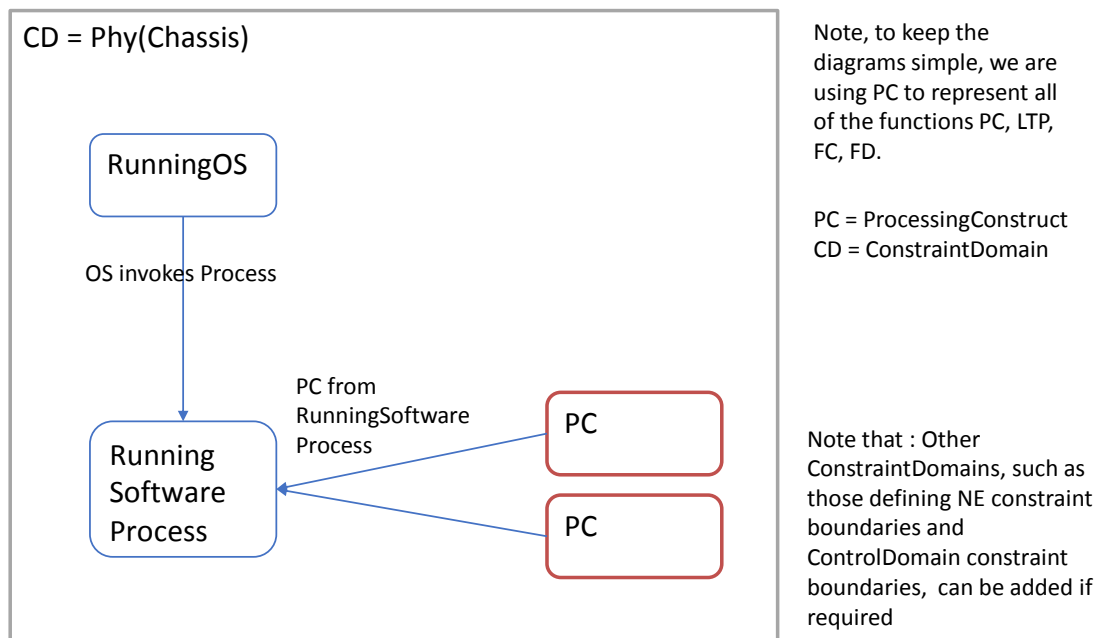 CD = Phy(Chassis)
RunningOS
OS invokes Process
PC from
RunningSoftware
Process
Running
Software
Process
PC
PC
Note, to keep the
diagrams simple, we are
using PC to represent all
of the functions PC, LTP,
FC, FD.
PC = ProcessingConstruct
CD = ConstraintDomain
Note that : Other
ConstraintDomains, such as
those defining NE constraint
boundaries and
ControlDomain constraint
boundaries,  can be added if
required